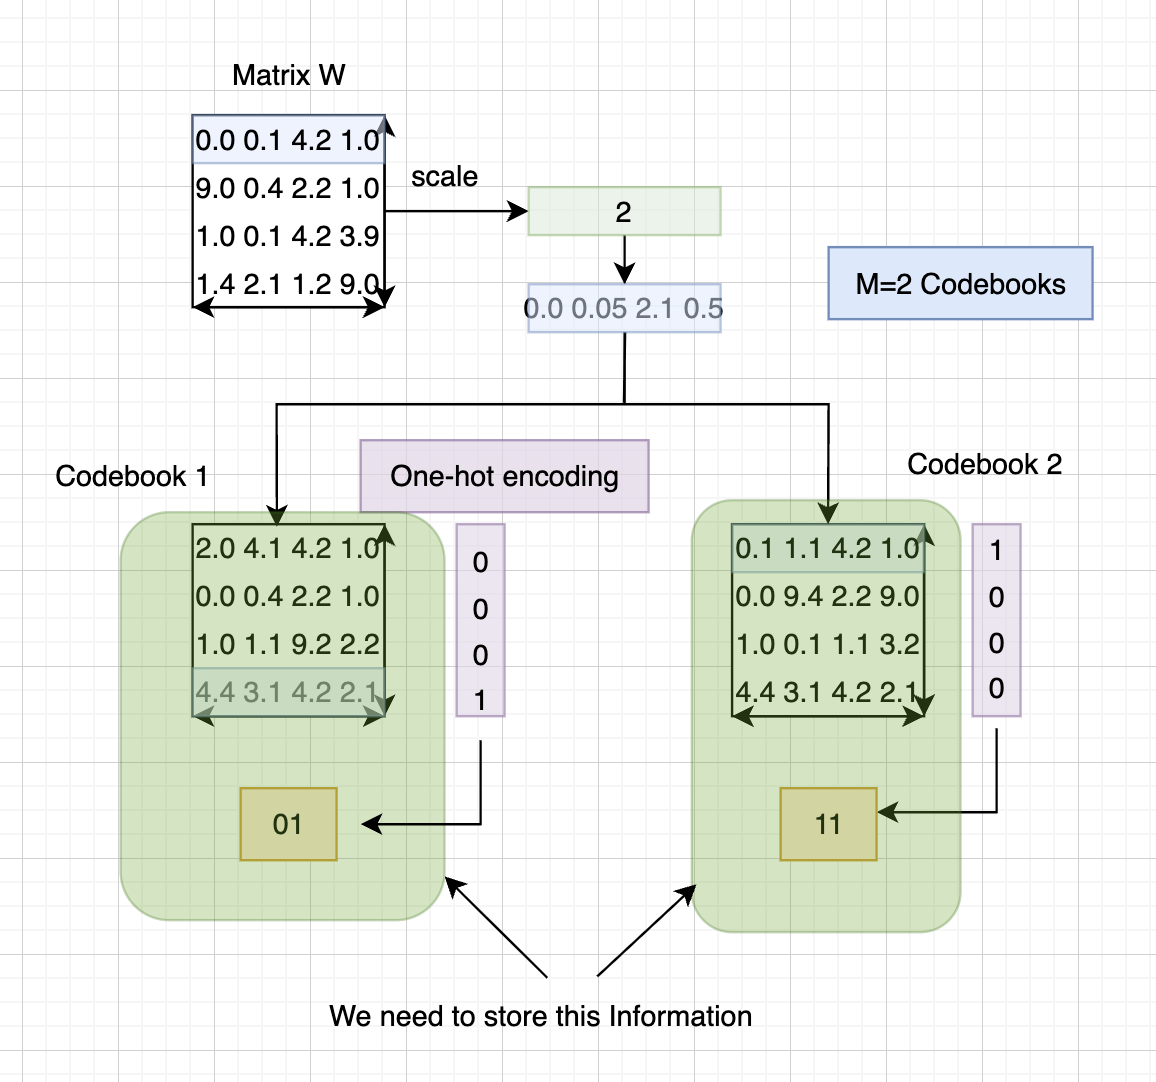 Matrix W
0.0 0.1 4.2 1.0
9.0 0.4 2.2 1.0
1.0 0.1 4.2 3.9
1.4 2.1 1.2 9.0
scale
2
0.0 0.05 2.1 0.5
M=2 Codebooks
One-hot encoding
Codebook 1
2.0 4.1 4.2 1.0
0.0 0.4 2.2 1.0
1.0 1.1 9.2 2.2
4.4 3.1 4.2 2.1
0
0
0
1
01
Codebook 2
0.1 1.1 4.2 1.0
0.0 9.4 2.2 9.0
1.0 0.1 1.1 3.2
4.4 3.1 4.2 2.1
1
0
0
0
11
We need to store this Information